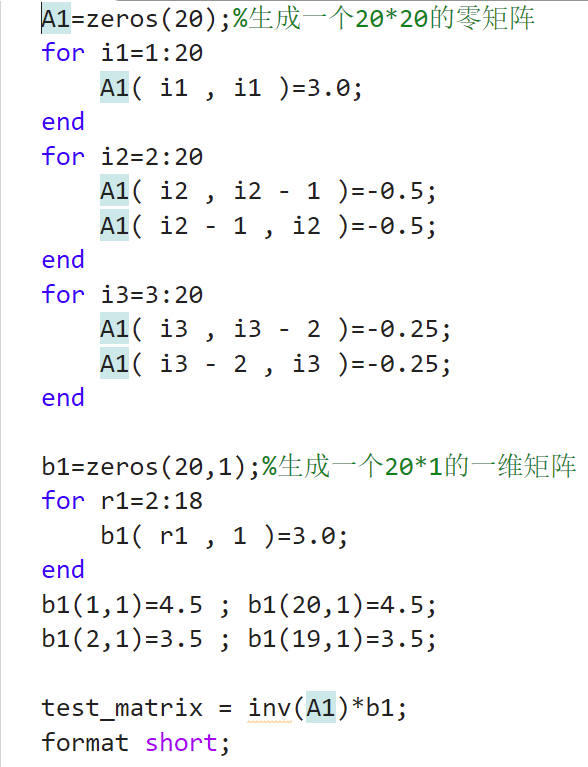 A1=zeros(20);%生成一个20*20的零矩阵
for i1=1:20
    A1( i1 , i1 )=3.0;
end
for i2=2:20
    A1( i2 , i2 - 1 )=-0.5;
    A1( i2 - 1 , i2 )=-0.5;
end
for i3=3:20
    A1( i3 , i3 - 2 )=-0.25;
    A1( i3 - 2 , i3 )=-0.25;
end
b1=zeros(20,1);%生成一个20*1的一维矩阵
for r1=2:18
    b1( r1 , 1 )=3.0;
end
b1(1,1)=4.5 ; b1(20,1)=4.5;
b1(2,1)=3.5 ; b1(19,1)=3.5;
test_matrix = inv(A1)*b1;
format short;